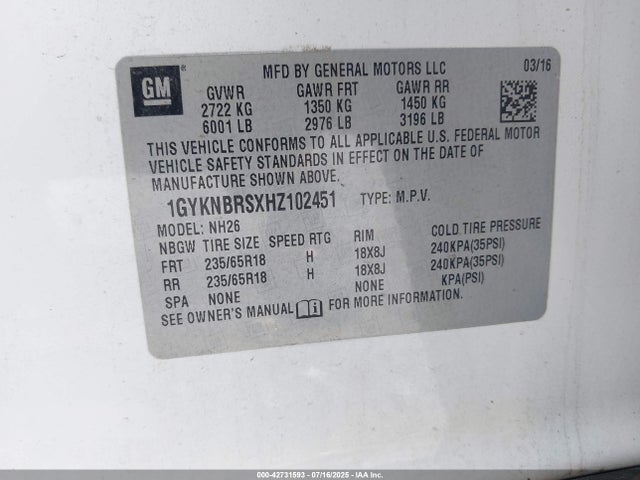 GM ®
MFD BY GENERAL MOTORS LLC 03/16
GVWR GAWR FRT GAWR RR
2722 KG 1350 KG 1450 KG
6001 LB 2976 LB 3196 LB
THIS VEHICLE CONFORMS TO ALL APPLICABLE U.S. FEDERAL MOTOR
VEHICLE SAFETY STANDARDS IN EFFECT ON THE DATE OF
MANUFACTURE SHOWN ABOVE.
1GYKNBRSXHZ102451 TYPE: M.P.V.
MODEL: NH26
NBGW TIRE SIZE SPEED RTG RIM COLD TIRE PRESSURE
FRT 235/65R18 H 18X8J 240KPA(35PSI)
RR 235/65R18 H 18X8J 240KPA(35PSI)
SPA NONE NONE KPA(PSI)
SEE OWNER'S MANUAL FOR MORE INFORMATION.
000-42731593 07/16/2025 - IAA, Inc.